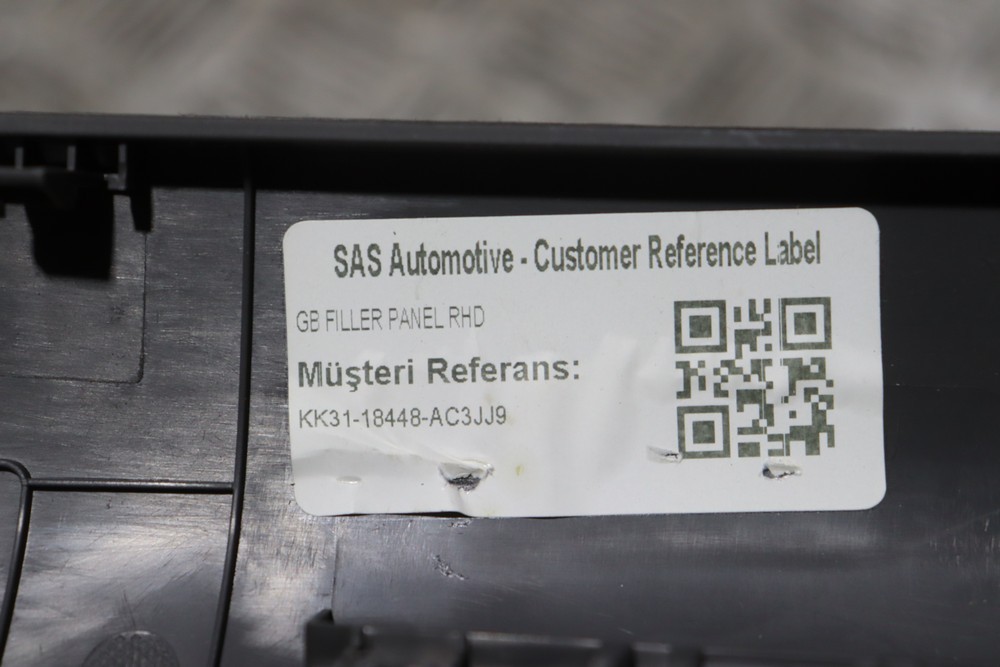 SAS Automotive - Customer Reference Label
GB FILLER PANEL RHD
Müşteri Referans:
KK31-18448-AC3JJ9